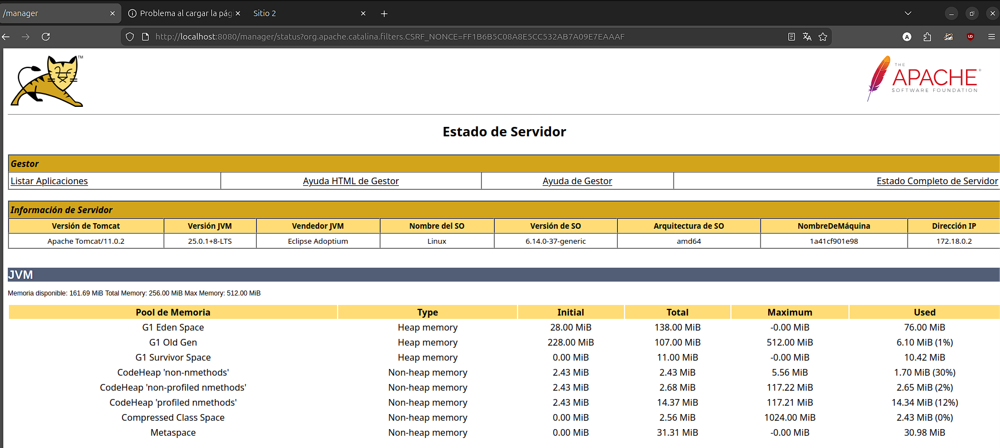 /manager
Problema al cargar la pág
Sitio 2
http://localhost:8080/manager/status?org.apache.catalina.filters.CSRF_NONCE=FF1B6B5C08A8E5CC532AB7A09E7EAAAF
TM
THE
APACHE®
SOFTWARE FOUNDATION
Estado de Servidor
Gestor
Listar Aplicaciones Ayuda HTML de Gestor Ayuda de Gestor Estado Completo de Servidor
Información de Servidor
Versión de Tomcat Versión JVM Vendedor JVM Nombre del SO Versión de SO Arquitectura de SO NombreDeMáquina Dirección IP
Apache Tomcat/11.0.2 25.0.1+8-LTS Eclipse Adoptium Linux 6.14.0-37-generic amd64 1a41cf901e98 172.18.0.2
JVM
Memoria disponible: 161.69 MiB Total Memory: 256.00 MiB Max Memory: 512.00 MiB
Pool de Memoria Type Initial Total Maximum Used
G1 Eden Space Heap memory 28.00 MiB 138.00 MiB -0.00 MiB 76.00 MiB
G1 Old Gen Heap memory 228.00 MiB 107.00 MiB 512.00 MiB 6.10 MiB (1%)
G1 Survivor Space Heap memory 0.00 MiB 11.00 MiB -0.00 MiB 10.42 MiB
CodeHeap 'non-nmethods' Non-heap memory 2.43 MiB 2.43 MiB 5.56 MiB 1.70 MiB (30%)
CodeHeap 'non-profiled nmethods' Non-heap memory 2.43 MiB 2.68 MiB 117.22 MiB 2.65 MiB (2%)
CodeHeap 'profiled nmethods' Non-heap memory 2.43 MiB 14.37 MiB 117.21 MiB 14.34 MiB (12%)
Compressed Class Space Non-heap memory 0.00 MiB 2.56 MiB 1024.00 MiB 2.43 MiB (0%)
Metaspace Non-heap memory 0.00 MiB 31.31 MiB -0.00 MiB 30.98 MiB